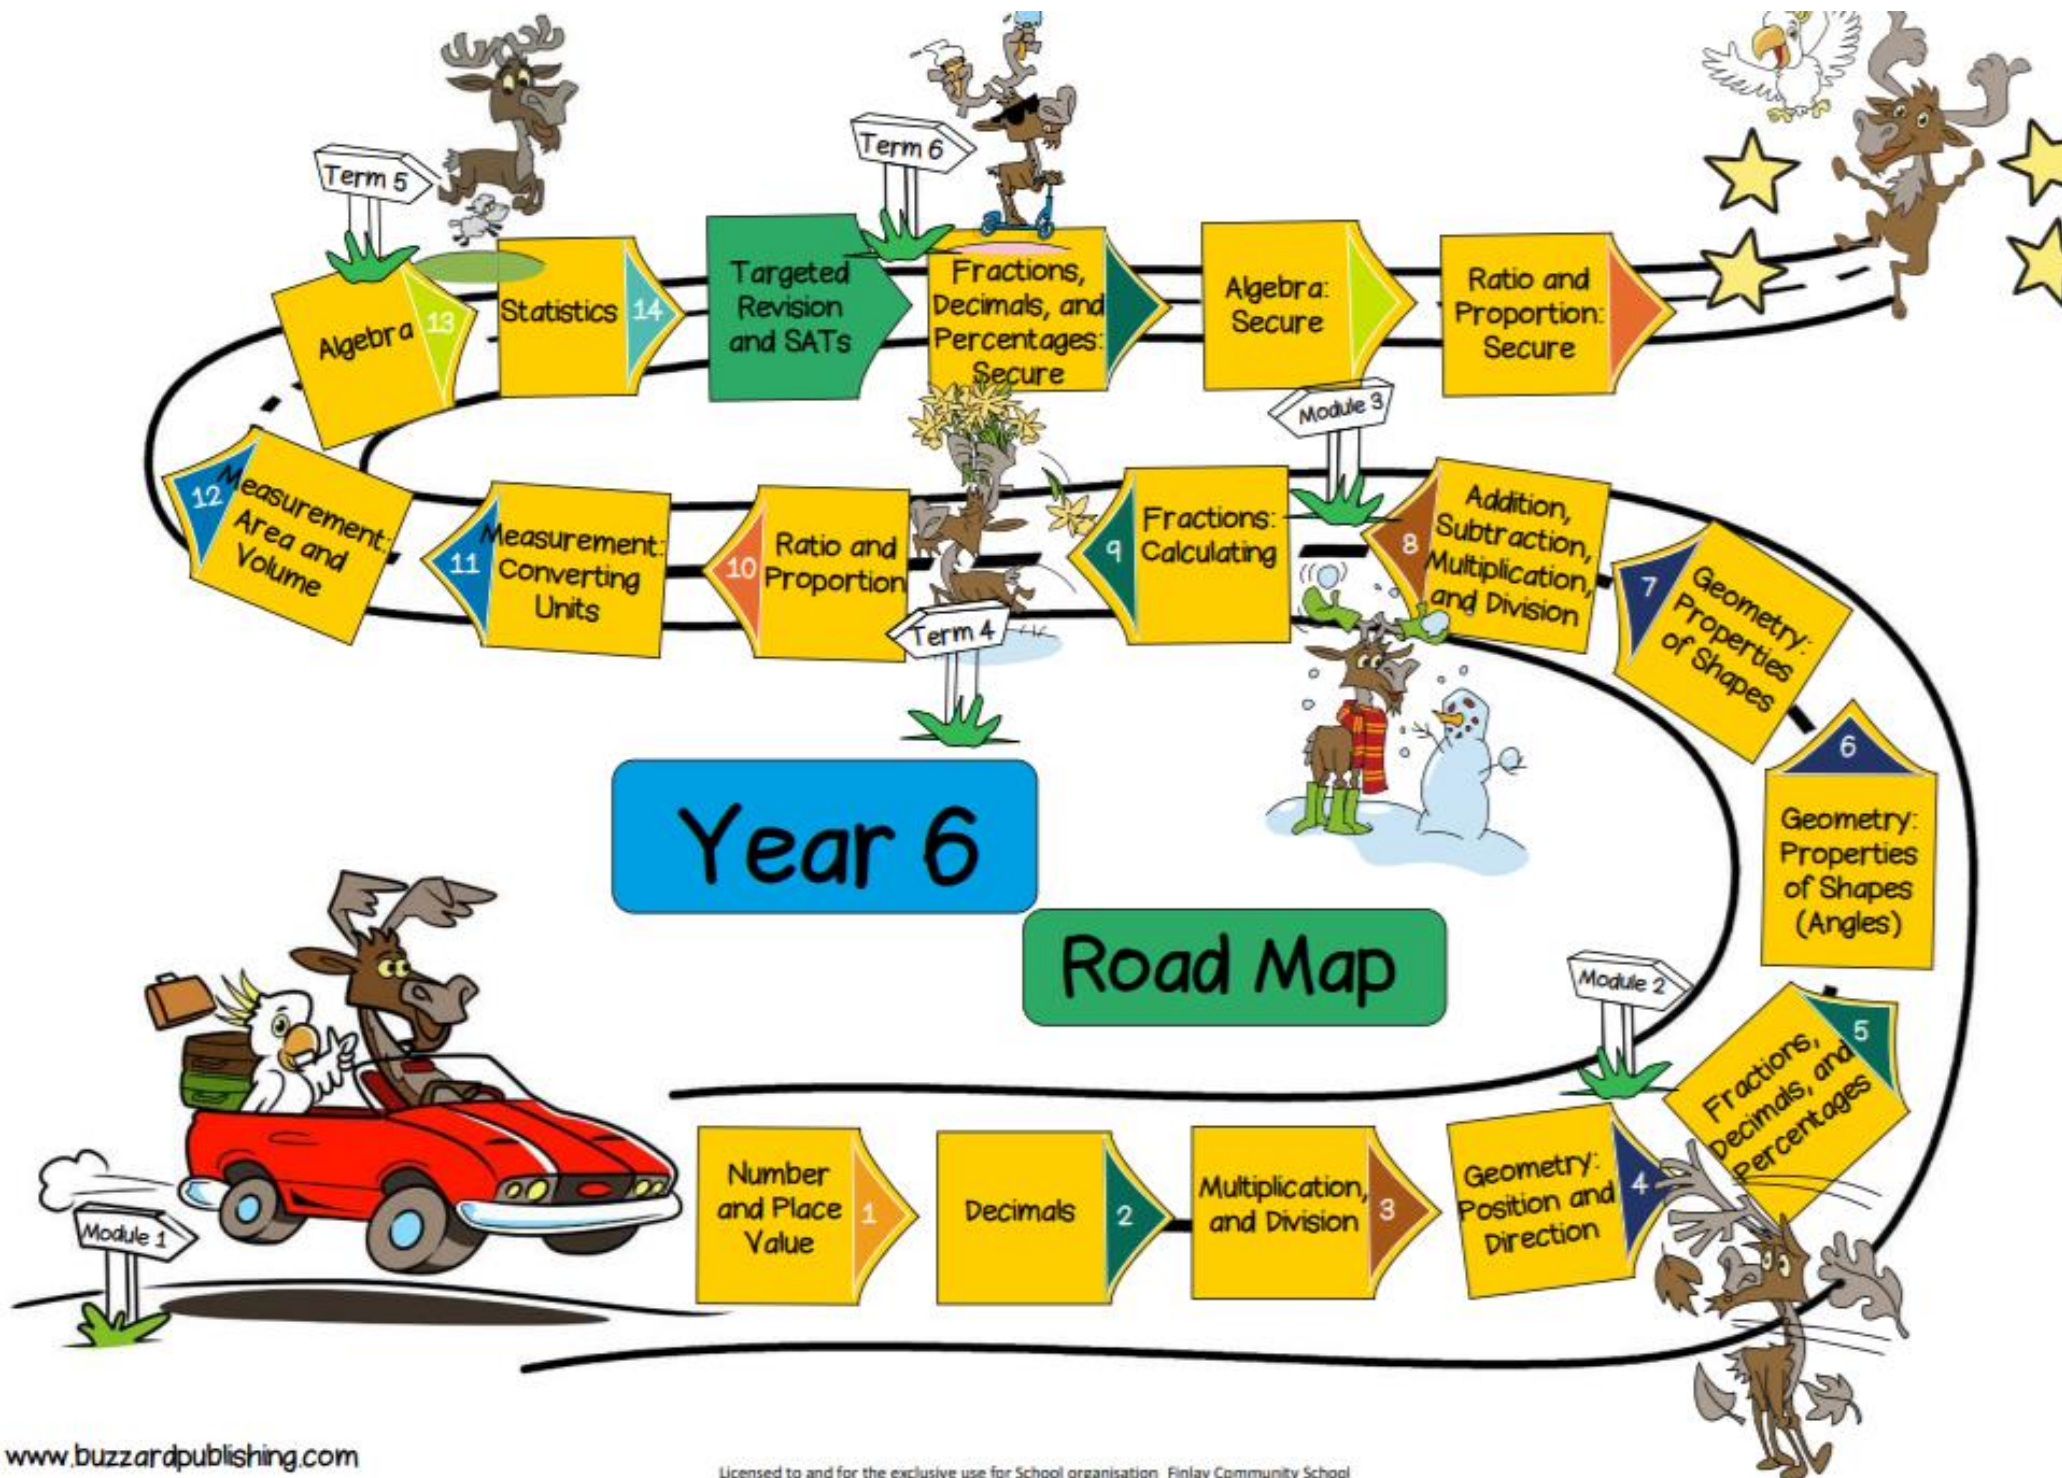 Module 1
Number
and Place
Value
1
Decimals
2
Multiplication,
and Division
3
Geometry:
Position and
Direction
4
Module 2
Fractions,
Decimals, and
Percentages
5
6
Geometry:
Properties
of Shapes
(Angles)
7
Geometry:
Properties
of Shapes
8
Addition,
Subtraction,
Multiplication,
and Division
Module 3
9
Fractions:
Calculating
Term 4
10
Ratio and
Proportion
11
Measurement:
Converting
Units
12
Measurement:
Area and
Volume
Term 5
Algebra
13
Statistics
14
Targeted
Revision
and SATs
Term 6
Fractions,
Decimals, and
Percentages:
Secure
Algebra:
Secure
Ratio and
Proportion:
Secure
Year 6
Road Map
www.buzzardpublishing.com
Licensed to and for the exclusive use for School organisation Finlay Community School